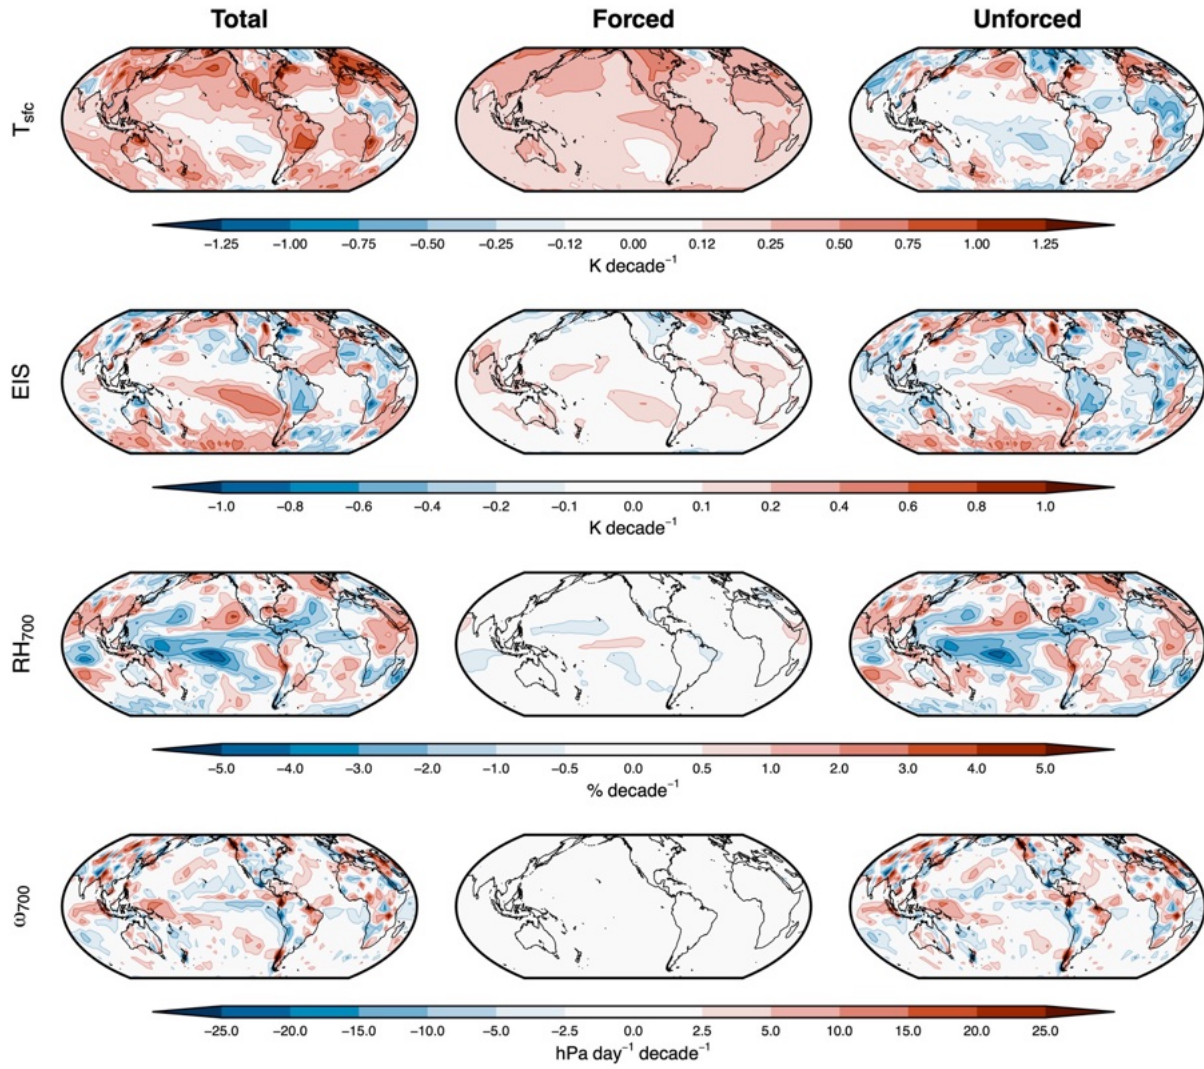 Total Forced Unforced
T_sfc
−1.25 −1.00 −0.75 −0.50 −0.25 −0.12 0.00 0.12 0.25 0.50 0.75 1.00 1.25
K decade⁻¹
EIS
−1.0 −0.8 −0.6 −0.4 −0.2 −0.1 0.0 0.1 0.2 0.4 0.6 0.8 1.0
K decade⁻¹
RH₇₀₀
−5.0 −4.0 −3.0 −2.0 −1.0 −0.5 0.0 0.5 1.0 2.0 3.0 4.0 5.0
% decade⁻¹
ω₇₀₀
−25.0 −20.0 −15.0 −10.0 −5.0 −2.5 0.0 2.5 5.0 10.0 15.0 20.0 25.0
hPa day⁻¹ decade⁻¹